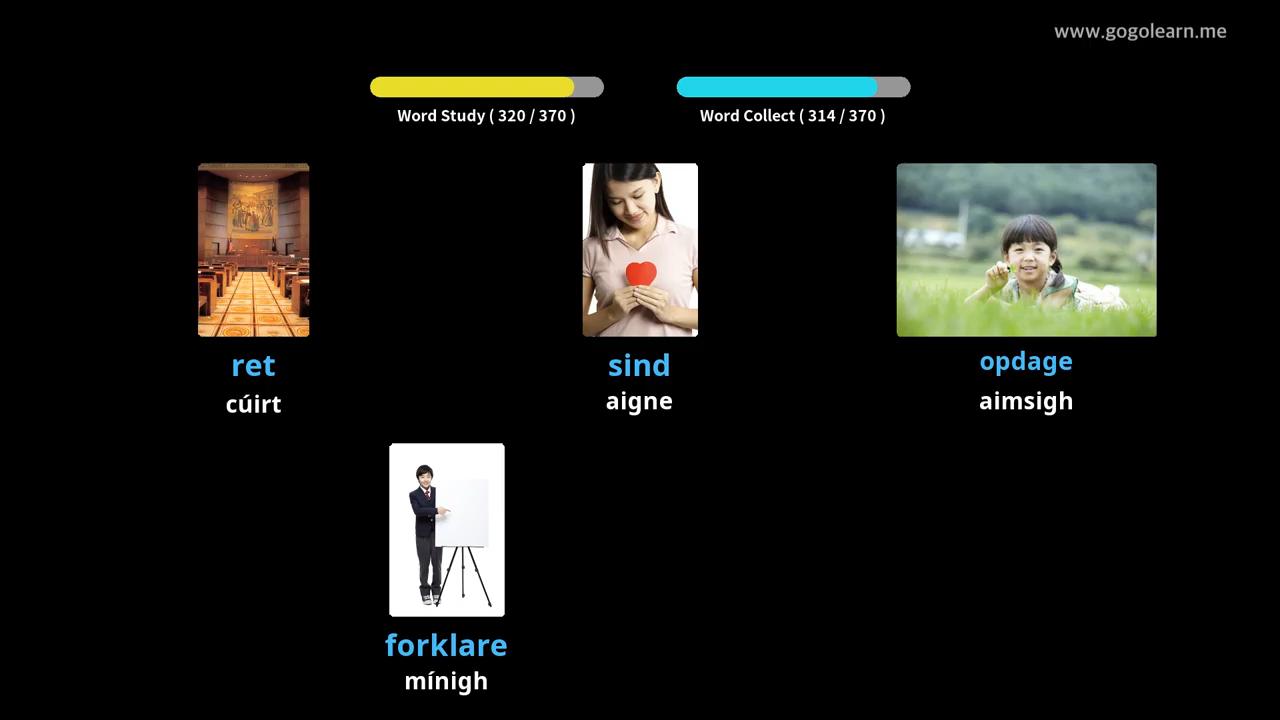 www.gogolearn.me
Word Study ( 320 / 370 )
Word Collect ( 314 / 370 )
ret
cúirt
sind
aigne
opdage
aimsigh
forklare
mínigh